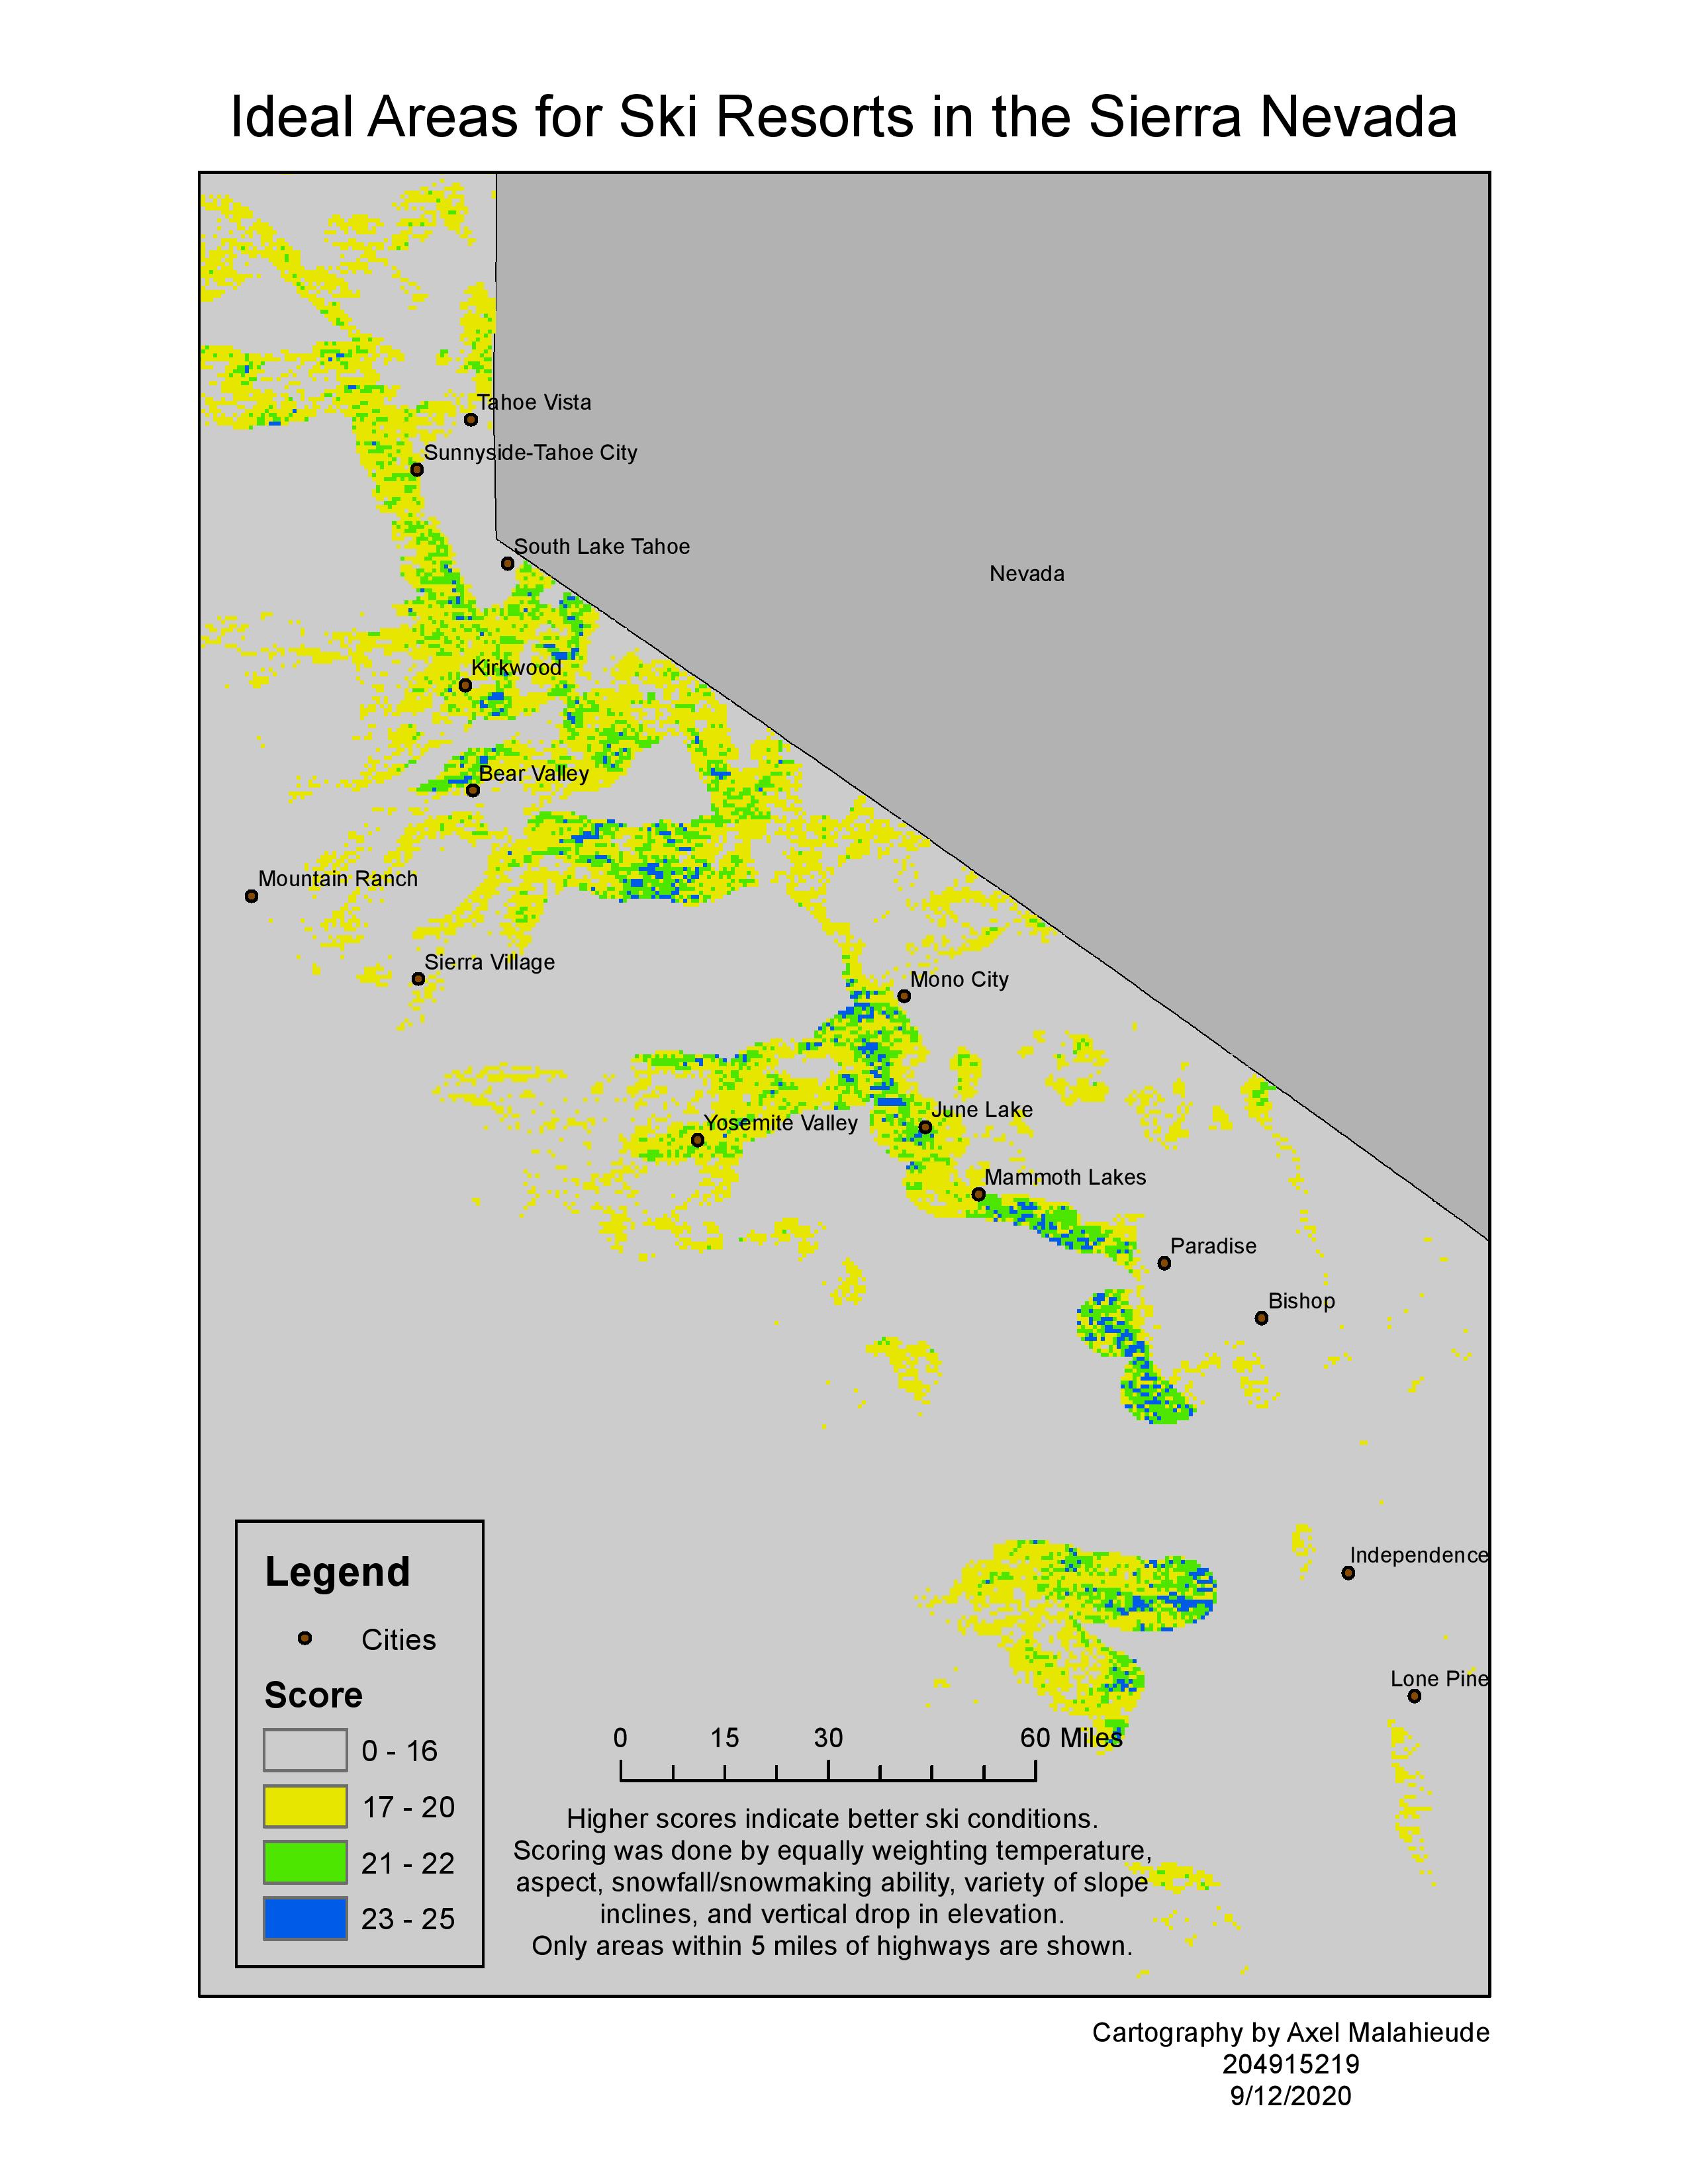 Ideal Areas for Ski Resorts in the Sierra Nevada
Tahoe Vista
Sunnyside-Tahoe City
South Lake Tahoe
Nevada
Kirkwood
Bear Valley
Mountain Ranch
Sierra Village
Mono City
June Lake
Yosemite Valley
Mammoth Lakes
Paradise
Bishop
Independence
Lone Pine
Legend
Cities
Score
0 - 16
17 - 20
21 - 22
23 - 25
0 15 30 60 Miles
Higher scores indicate better ski conditions.
Scoring was done by equally weighting temperature,
aspect, snowfall/snowmaking ability, variety of slope
inclines, and vertical drop in elevation.
Only areas within 5 miles of highways are shown.
Cartography by Axel Malahieude
204915219
9/12/2020